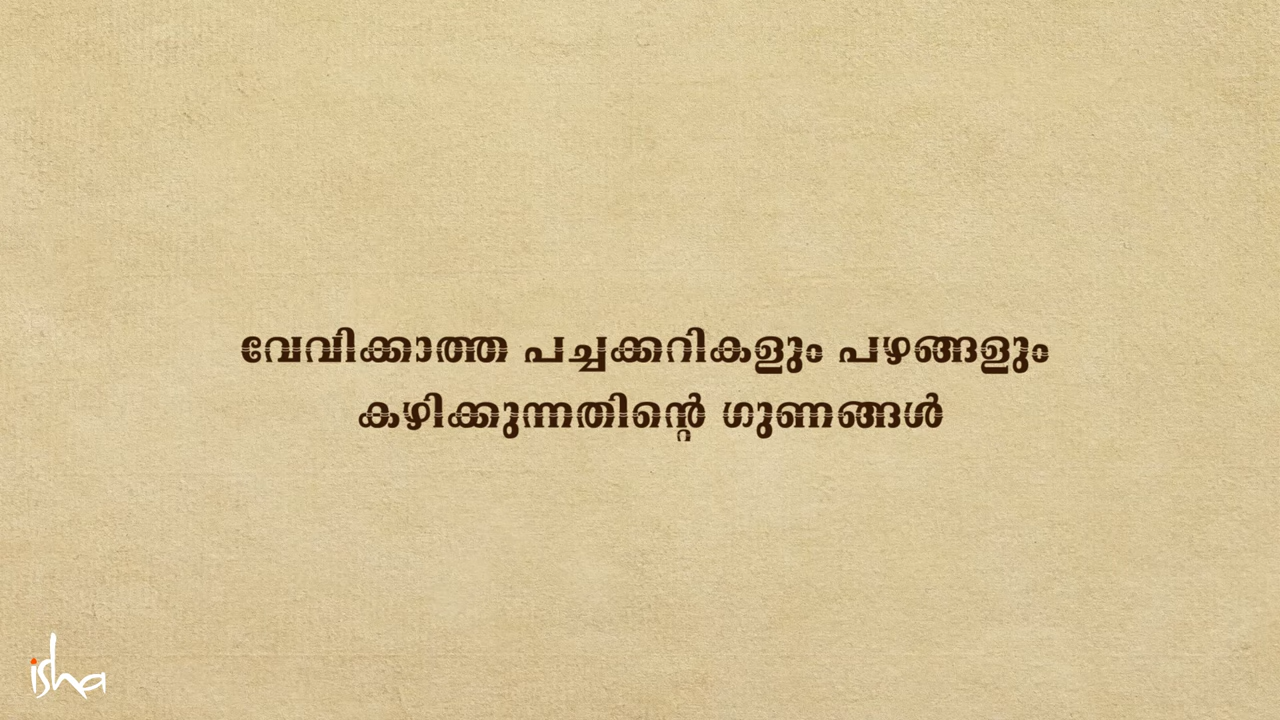 വേവിക്കാത്ത പച്ചക്കറികളും പഴങ്ങളും
കഴിക്കുന്നതിന്റെ ഗുണങ്ങൾ
isha